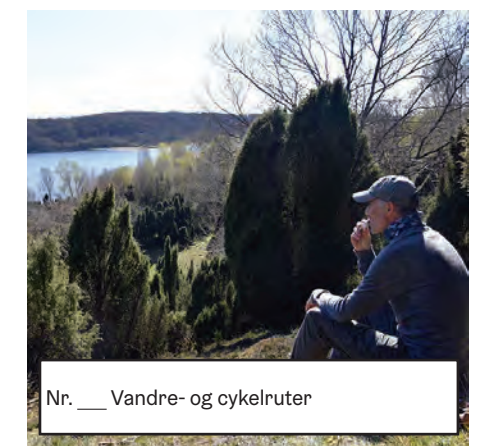 Nr. ___ Vandre- og cykelruter